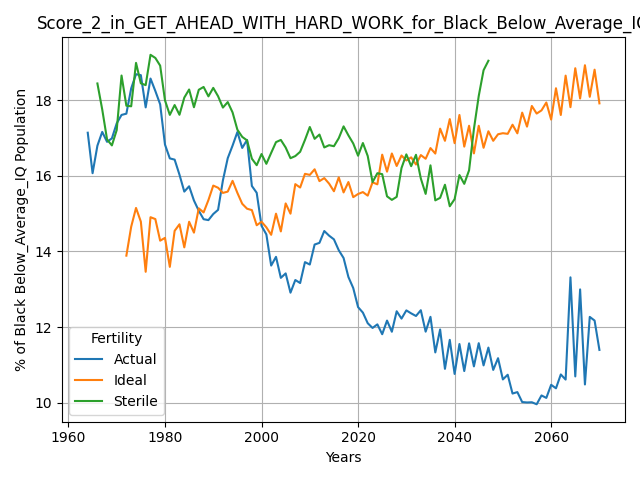 Score_2_in_GET_AHEAD_WITH_HARD_WORK_for_Black_Below_Average_IQ
% of Black Below_Average_IQ Population
18
16
14
12
10
Fertility
Actual
Ideal
Sterile
1960 1980 2000 2020 2040 2060
Years